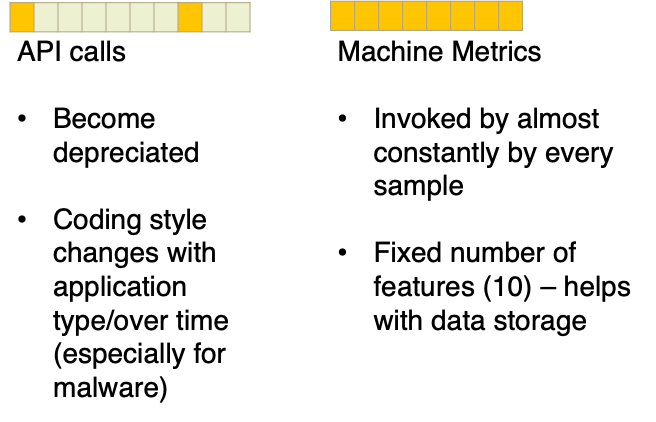 API calls
• Become
depreciated
• Coding style
changes with
application
type/over time
(especially for
malware)
Machine Metrics
• Invoked by almost
constantly by every
sample
• Fixed number of
features (10) – helps
with data storage